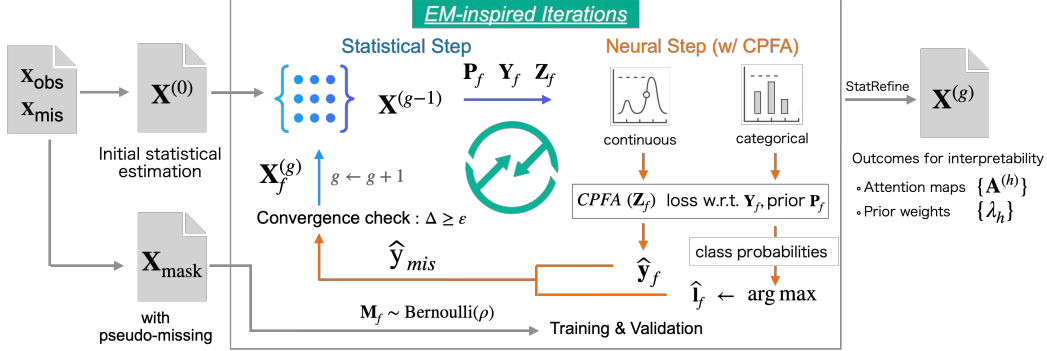 EM-inspired Iterations
Statistical Step
Neural Step (w/ CPFA)
x_obs
x_mis
X^(0)
Initial statistical
estimation
X^(g−1)
P_f Y_f Z_f
continuous
categorical
StatRefine
X^(g)
X_f^(g)
g ← g + 1
Convergence check : Δ ≥ ε
CPFA (Z_f) loss w.r.t. Y_f, prior P_f
class probabilities
ŷ_mis
ŷ_f
l̂_f ← arg max
Outcomes for interpretability
∘ Attention maps {A^(h)}
∘ Prior weights {λ_h}
X_mask
with
pseudo-missing
M_f ∼ Bernoulli(ρ)
Training & Validation